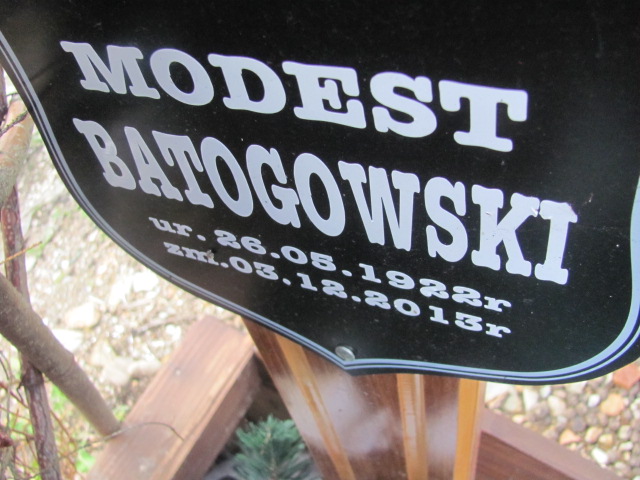 MODEST
BATOGOWSKI
ur. 26.05.1922r
zm.03.12.2013r